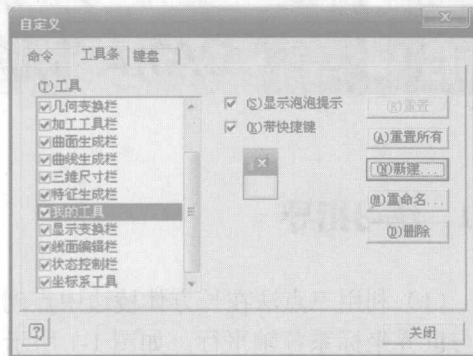 自定义
命令 工具条 键盘
(T)工具
几何变换栏
加工工具栏
曲面生成栏
曲线生成栏
三维尺寸栏
特征生成栏
我的工具
显示变换栏
线面编辑栏
状态控制栏
坐标系工具
(S)显示泡泡提示
(K)带快捷键
(R)重置
(A)重置所有
(N)新建...
(M)重命名...
(D)删除
关闭